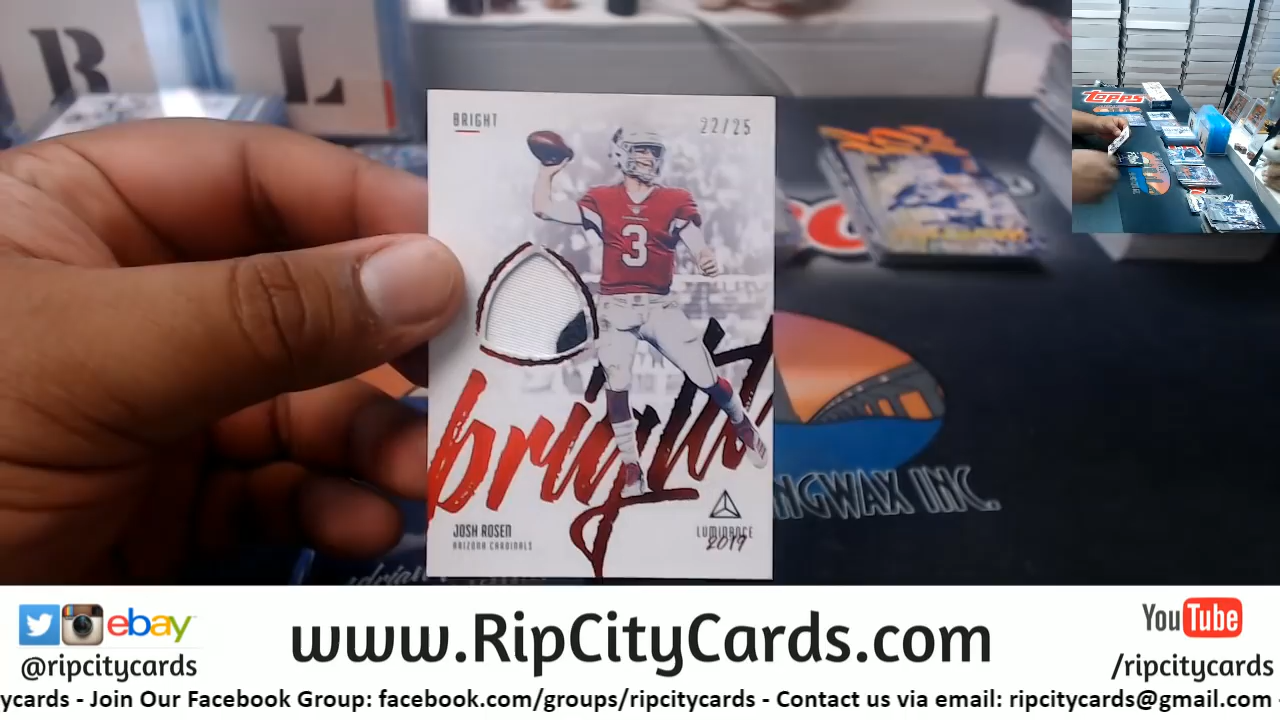 B L
BRIGHT
22/25
3
bright
JOSH ROSEN
ARIZONA CARDINALS
LUMINANCE
2019
NGWAX INC.
topps
ebay
@ripcitycards
www.RipCityCards.com
YouTube
/ripcitycards
ycards - Join Our Facebook Group: facebook.com/groups/ripcitycards - Contact us via email: ripcitycards@gmail.com -